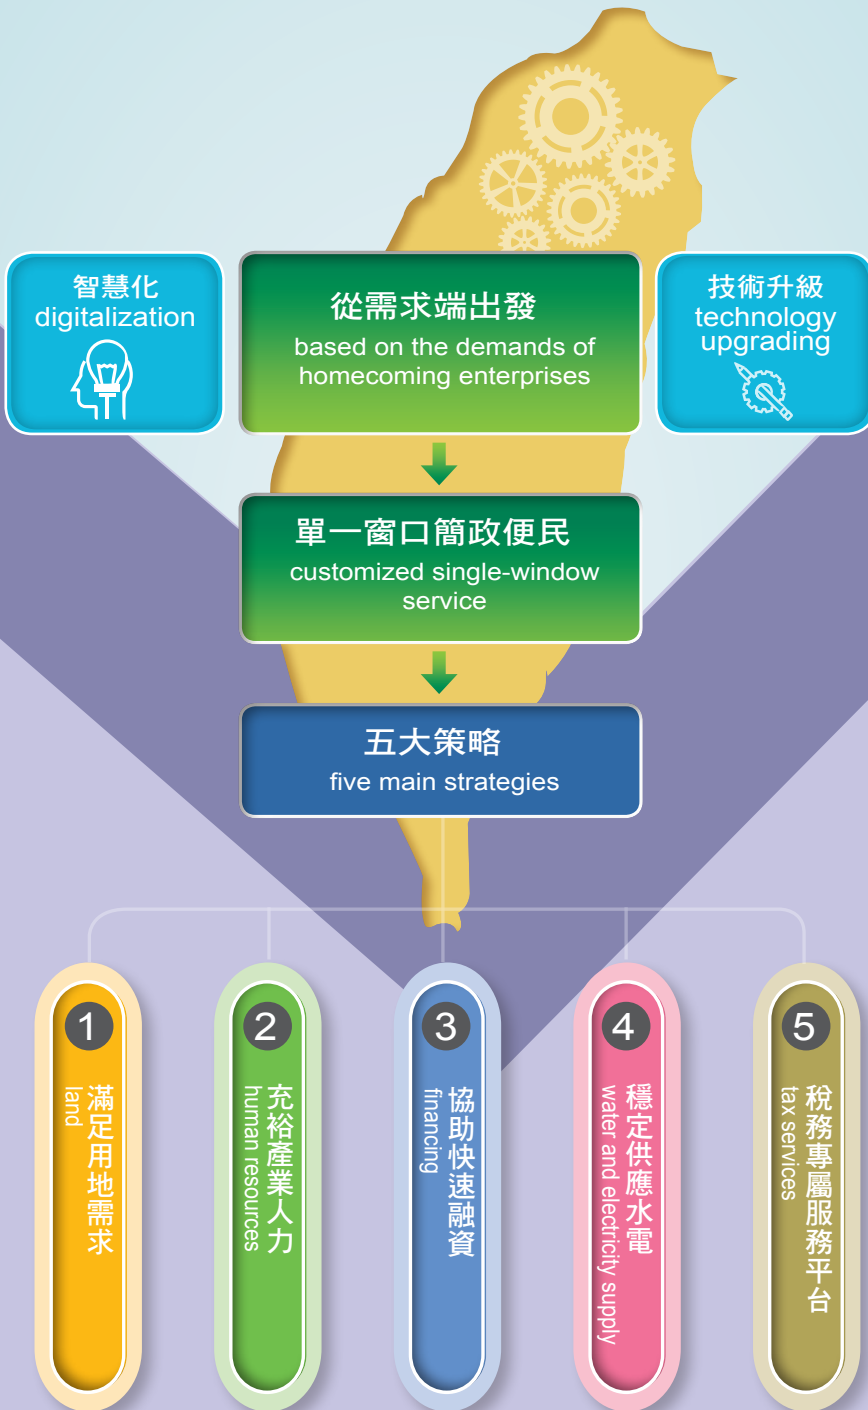 智慧化
digitalization
從需求端出發
based on the demands of
homecoming enterprises
技術升級
technology
upgrading
單一窗口簡政便民
customized single-window
service
五大策略
five main strategies
1
滿足用地需求
land
2
充裕產業人力
human resources
3
協助快速融資
financing
4
穩定供應水電
water and electricity supply
5
稅務專屬服務平台
tax services